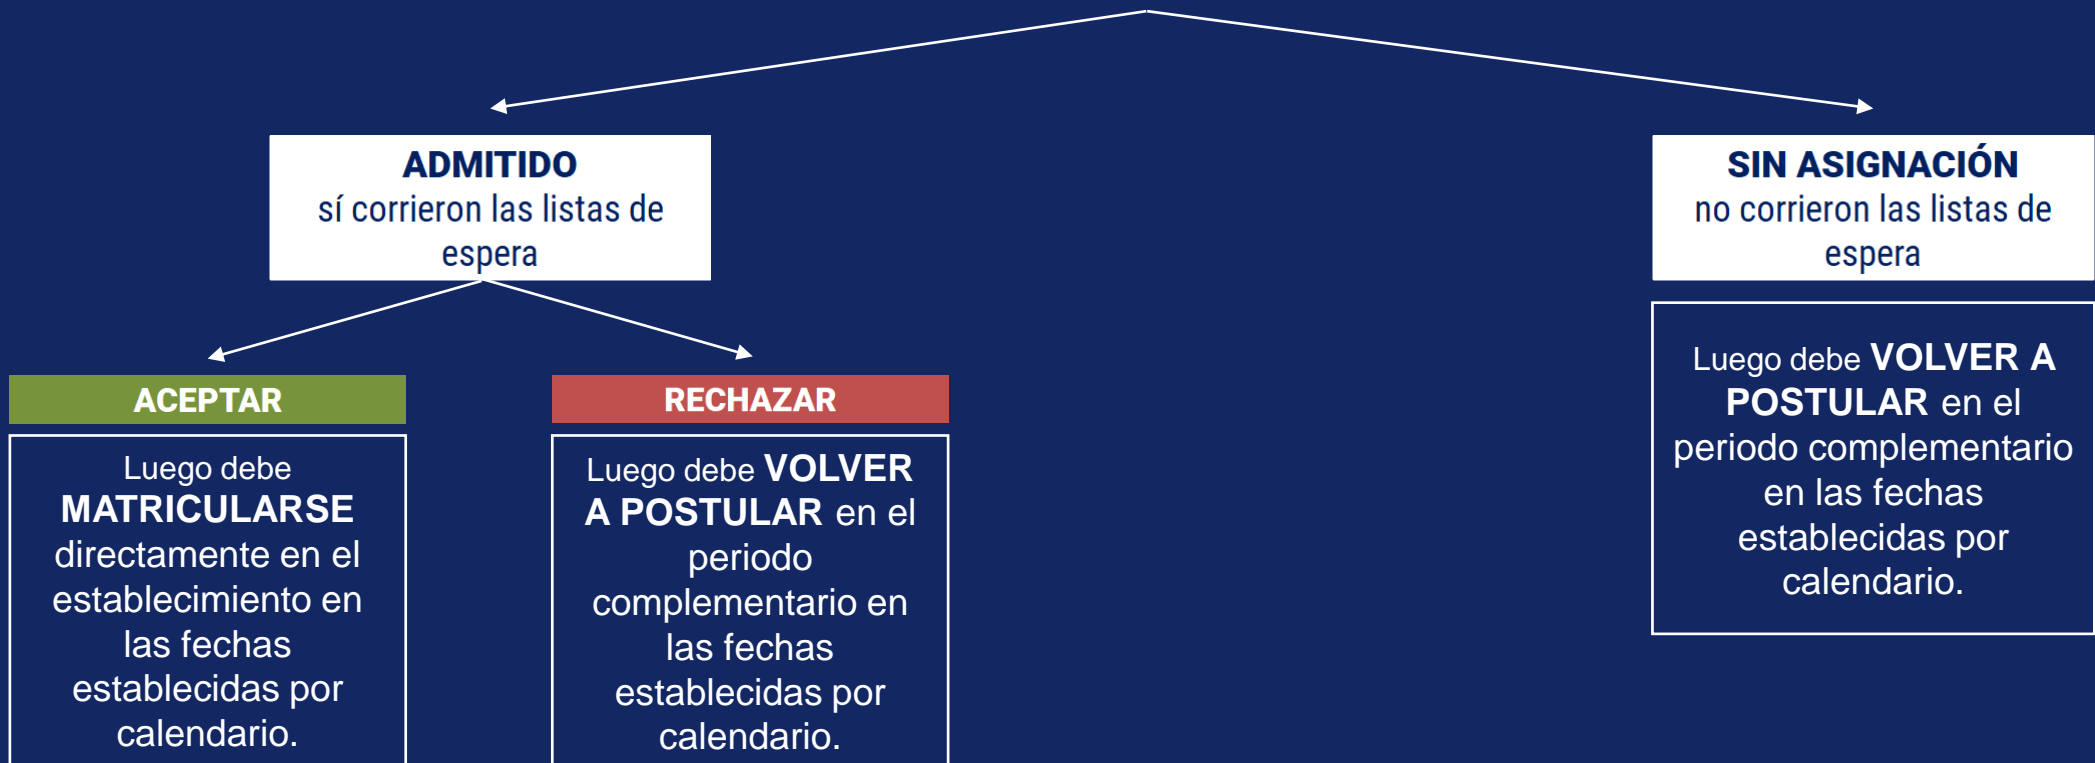 ADMITIDO
sí corrieron las listas de
espera
SIN ASIGNACIÓN
no corrieron las listas de
espera
ACEPTAR
Luego debe
MATRICULARSE
directamente en el
establecimiento en
las fechas
establecidas por
calendario.
RECHAZAR
Luego debe VOLVER
A POSTULAR en el
periodo
complementario en
las fechas
establecidas por
calendario.
Luego debe VOLVER A
POSTULAR en el
periodo complementario
en las fechas
establecidas por
calendario.